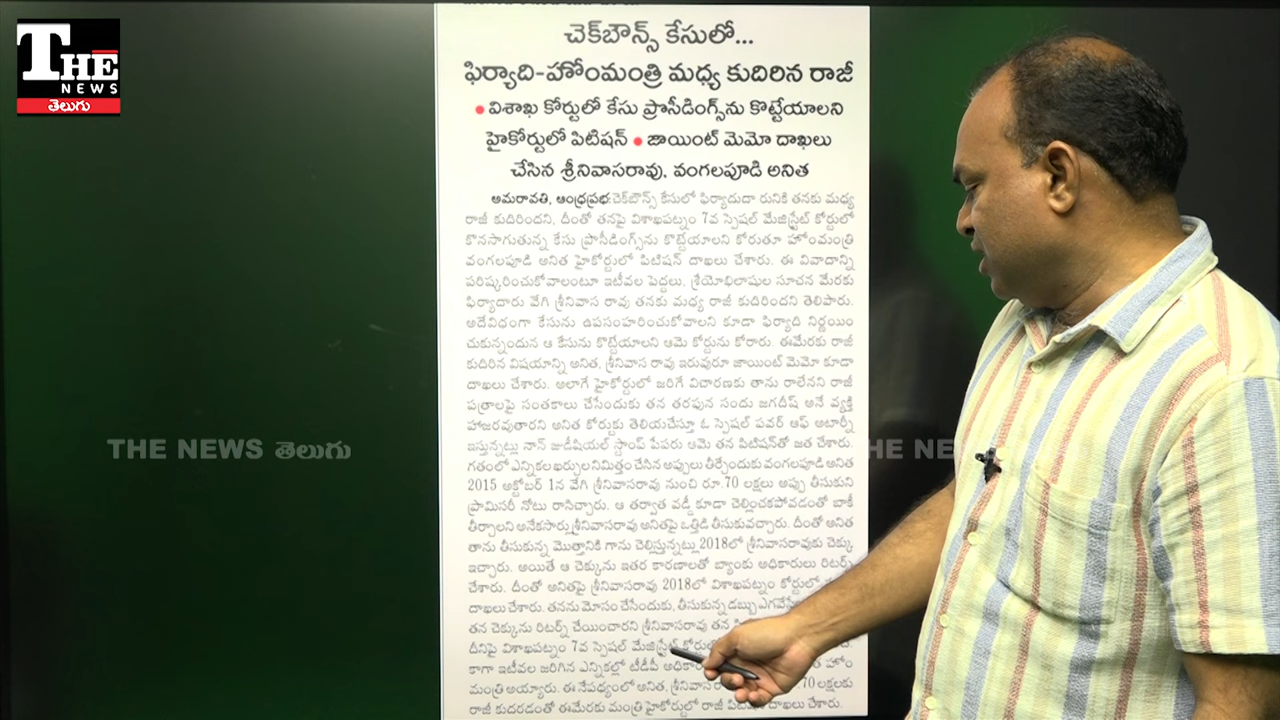 THE
NEWS
తెలుగు
చెక్‌బౌన్స్ కేసులో...
ఫిర్యాది-హోంమంత్రి మధ్య కుదిరిన రాజీ
• విశాఖ కోర్టులో కేసు ప్రొసీడింగ్స్‌ను కొట్టేయాలని
హైకోర్టులో పిటిషన్ • జాయింట్ మెమో దాఖలు
చేసిన శ్రీనివాసరావు, వంగలపూడి అనిత
అమరావతి, ఆంధ్రప్రభ:చెక్‌బౌన్స్ కేసులో ఫిర్యాదుదా రునికి తనకు మధ్య
రాజీ కుదిరిందని, దీంతో తనపై విశాఖపట్నం 7వ స్పెషల్ మేజిస్ట్రేట్ కోర్టులో
కొనసాగుతున్న కేసు ప్రొసీడింగ్స్‌ను కొట్టేయాలని కోరుతూ హోంమంత్రి
వంగలపూడి అనిత హైకోర్టులో పిటిషన్ దాఖలు చేశారు. ఈ వివాదాన్ని
పరిష్కరించుకోవాలంటూ ఇటీవల పెద్దలు, శ్రేయోభిలాషుల సూచన మేరకు
ఫిర్యాదారు వేగి శ్రీనివాస రావు తనకు మధ్య రాజీ కుదిరిందని తెలిపారు.
అదేవిధంగా కేసును ఉపసంహరించుకోవాలని కూడా ఫిర్యాది నిర్ణయిం
చుకున్నందున ఆ కేసును కొట్టేయాలని ఆమె కోర్టును కోరారు. ఈమేరకు రాజీ
కుదిరిన విషయాన్ని అనిత, శ్రీనివాస రావు ఇరువురూ జాయింట్ మెమో కూడా
దాఖలు చేశారు. అలాగే హైకోర్టులో జరిగే విచారణకు తాను రాలేనని రాజీ
పత్రాలపై సంతకాలు చేసేందుకు తన తరఫున సందు జగదీష్ అనే వ్యక్తి
హాజరవుతారని అనిత కోర్టుకు తెలియచేస్తూ ఓ స్పెషల్ పవర్ ఆఫ్ అటార్నీ
ఇస్తున్నట్లు నాన్ జుడీషియల్ స్టాంప్ పేపరు ఆమె తన పిటిషన్‌తో జత చేశారు.
గతంలో ఎన్నికల ఖర్చుల నిమిత్తం చేసిన అప్పులు తీర్చేందుకు వంగలపూడి అనిత
2015 అక్టోబర్ 1న వేగి శ్రీనివాసరావు నుంచి రూ.70 లక్షలు అప్పు తీసుకుని
ప్రామిసరీ నోటు రాసిచ్చారు. ఆ తర్వాత వడ్డీ కూడా చెల్లించకపోవడంతో బాకీ
తీర్చాలని అనేకసార్లు శ్రీనివాసరావు అనితపై ఒత్తిడి తీసుకువచ్చారు. దీంతో అనిత
తాను తీసుకున్న మొత్తానికి గాను చెల్లిస్తున్నట్లు 2018లో శ్రీనివాసరావుకు చెక్కు
ఇచ్చారు. అయితే ఆ చెక్కును ఇతర కారణాలతో బ్యాంకు అధికారులు రిటర్న్
చేశారు. దీంతో అనితపై శ్రీనివాసరావు 2018లో విశాఖపట్నం కోర్టులో
దాఖలు చేశారు. తనను మోసం చేసేందుకు, తీసుకున్న డబ్బు
తన చెక్కును రిటర్న్ చేయించారని శ్రీనివాసరావు తన
దీనిపై విశాఖపట్నం 7వ స్పెషల్ మేజిస్ట్రేట్
కాగా ఇటీవల జరిగిన ఎన్నికల్లో టీడీపీ హోం
మంత్రి అయ్యారు. ఈ నేపథ్యంలో అనిత, 70 లక్షలకు
రాజీ కుదరడంతో ఈమేరకు మంత్రి హైకోర్టులో రాజీ దాఖలు చేశారు.
THE NEWS తెలుగు
THE